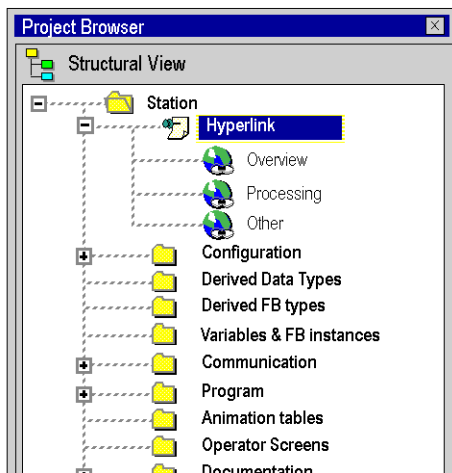 Project Browser
Structural View
Station
Hyperlink
Overview
Processing
Other
Configuration
Derived Data Types
Derived FB types
Variables & FB instances
Communication
Program
Animation tables
Operator Screens
Documentation